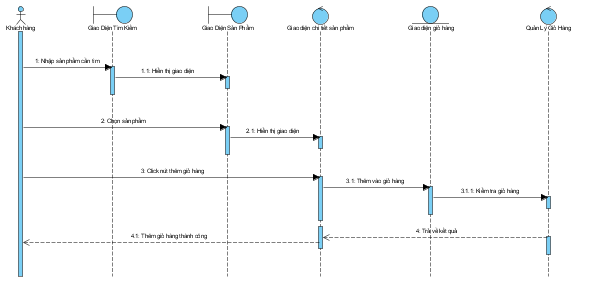 Khách hàng
Giao Diện Tìm Kiếm
Giao Diện Sản Phẩm
Giao diện chi tiết sản phẩm
Giao diện giỏ hàng
Quản Lý Giỏ Hàng
1: Nhập sản phẩm cần tìm
1.1: Hiển thị giao diện
2: Chọn sản phẩm
2.1: Hiển thị giao diện
3: Click nút thêm giỏ hàng
3.1: Thêm vào giỏ hàng
3.1.1: Kiểm tra giỏ hàng
4: Trả về kết quả
4.1: Thêm giỏ hàng thành công